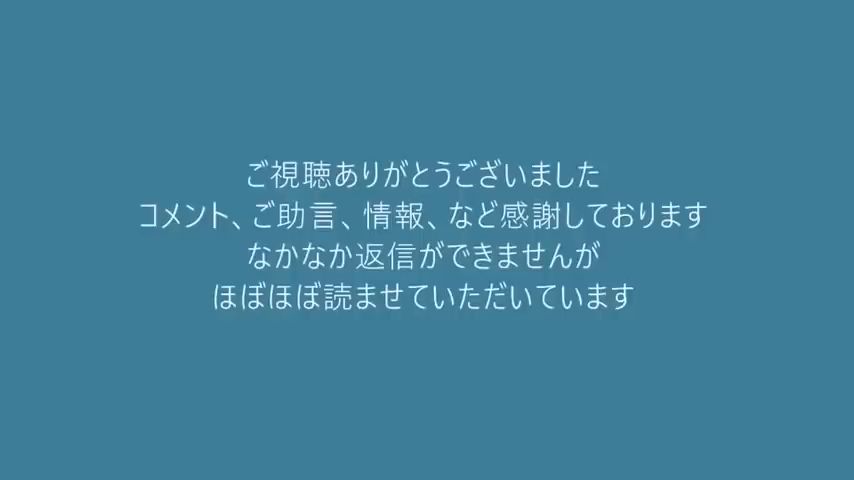 ご視聴ありがとうございました
コメント、ご助言、情報、など感謝しております
なかなか返信ができませんが
ほぼほぼ読ませていただいています